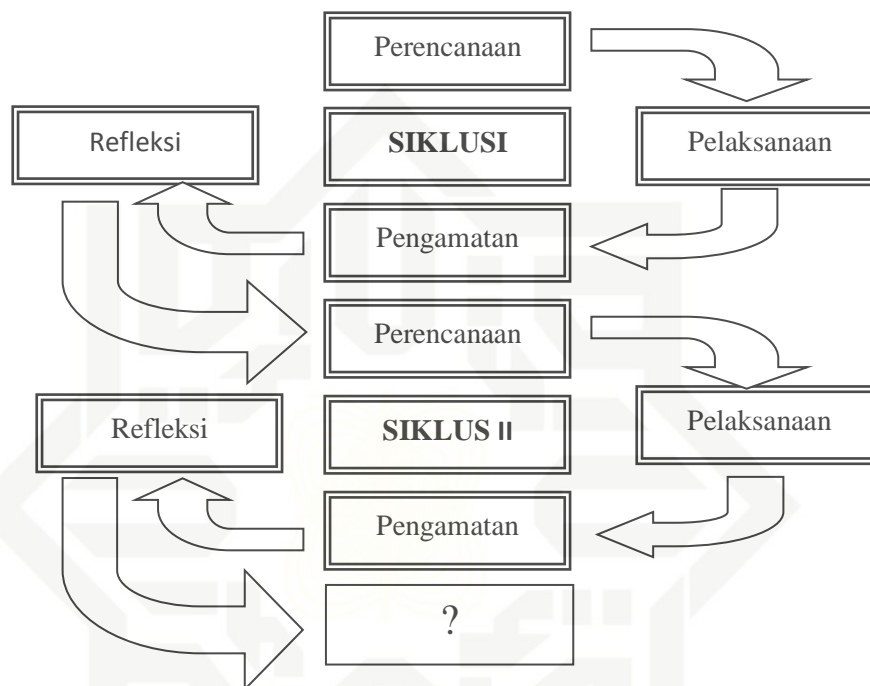 Perencanaan
Refleksi
SIKLUSI
Pelaksanaan
Pengamatan
Perencanaan
Refleksi
SIKLUS II
Pelaksanaan
Pengamatan
?